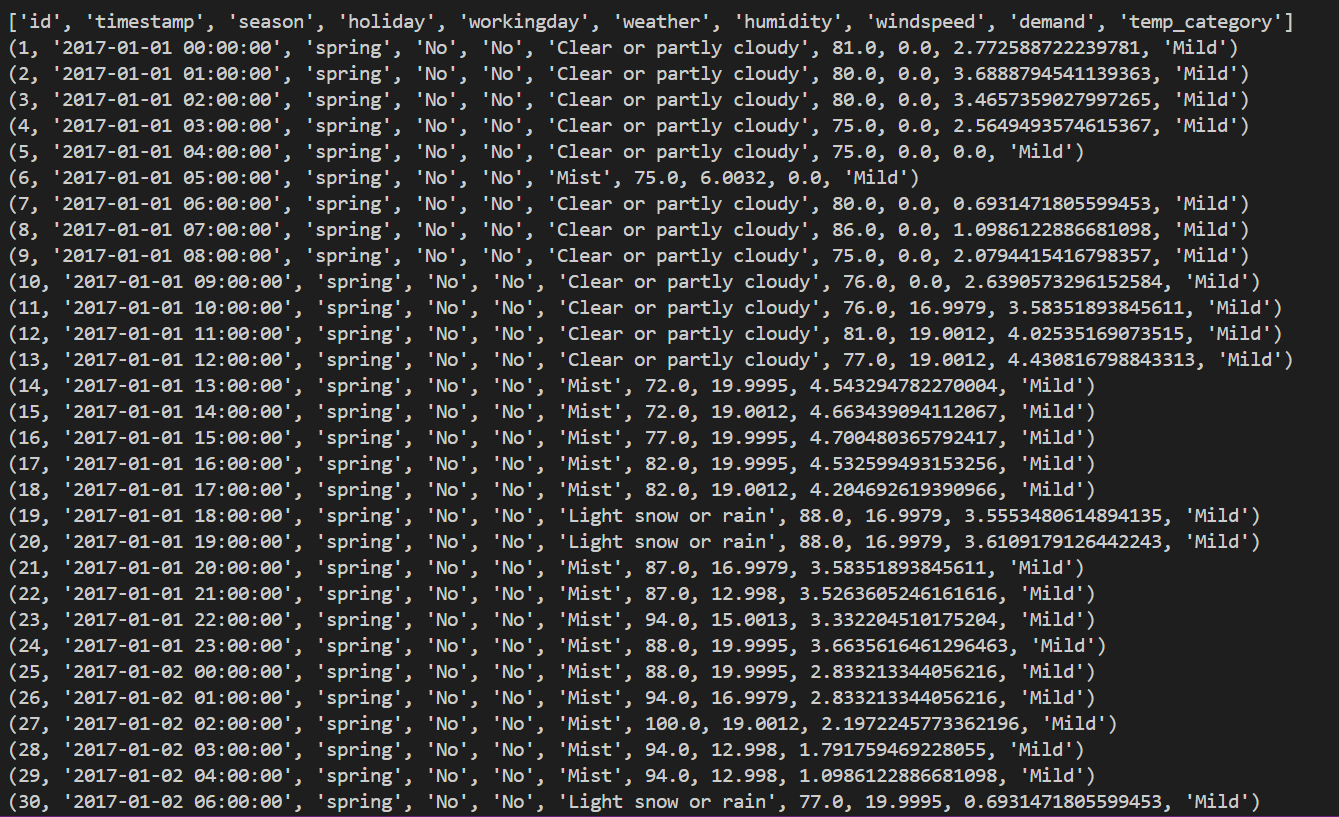 ['id', 'timestamp', 'season', 'holiday', 'workingday', 'weather', 'humidity', 'windspeed', 'demand', 'temp_category']
(1, '2017-01-01 00:00:00', 'spring', 'No', 'No', 'Clear or partly cloudy', 81.0, 0.0, 2.772588722239781, 'Mild')
(2, '2017-01-01 01:00:00', 'spring', 'No', 'No', 'Clear or partly cloudy', 80.0, 0.0, 3.6888794541139363, 'Mild')
(3, '2017-01-01 02:00:00', 'spring', 'No', 'No', 'Clear or partly cloudy', 80.0, 0.0, 3.4657359027997265, 'Mild')
(4, '2017-01-01 03:00:00', 'spring', 'No', 'No', 'Clear or partly cloudy', 75.0, 0.0, 2.5649493574615367, 'Mild')
(5, '2017-01-01 04:00:00', 'spring', 'No', 'No', 'Clear or partly cloudy', 75.0, 0.0, 0.0, 'Mild')
(6, '2017-01-01 05:00:00', 'spring', 'No', 'No', 'Mist', 75.0, 6.0032, 0.0, 'Mild')
(7, '2017-01-01 06:00:00', 'spring', 'No', 'No', 'Clear or partly cloudy', 80.0, 0.0, 0.6931471805599453, 'Mild')
(8, '2017-01-01 07:00:00', 'spring', 'No', 'No', 'Clear or partly cloudy', 86.0, 0.0, 1.0986122886681098, 'Mild')
(9, '2017-01-01 08:00:00', 'spring', 'No', 'No', 'Clear or partly cloudy', 75.0, 0.0, 2.0794415416798357, 'Mild')
(10, '2017-01-01 09:00:00', 'spring', 'No', 'No', 'Clear or partly cloudy', 76.0, 0.0, 2.6390573296152584, 'Mild')
(11, '2017-01-01 10:00:00', 'spring', 'No', 'No', 'Clear or partly cloudy', 76.0, 16.9979, 3.58351893845611, 'Mild')
(12, '2017-01-01 11:00:00', 'spring', 'No', 'No', 'Clear or partly cloudy', 81.0, 19.0012, 4.02535169073515, 'Mild')
(13, '2017-01-01 12:00:00', 'spring', 'No', 'No', 'Clear or partly cloudy', 77.0, 19.0012, 4.430816798843313, 'Mild')
(14, '2017-01-01 13:00:00', 'spring', 'No', 'No', 'Mist', 72.0, 19.9995, 4.543294782270004, 'Mild')
(15, '2017-01-01 14:00:00', 'spring', 'No', 'No', 'Mist', 72.0, 19.0012, 4.663439094112067, 'Mild')
(16, '2017-01-01 15:00:00', 'spring', 'No', 'No', 'Mist', 77.0, 19.9995, 4.700480365792417, 'Mild')
(17, '2017-01-01 16:00:00', 'spring', 'No', 'No', 'Mist', 82.0, 19.9995, 4.532599493153256, 'Mild')
(18, '2017-01-01 17:00:00', 'spring', 'No', 'No', 'Mist', 82.0, 19.0012, 4.204692619390966, 'Mild')
(19, '2017-01-01 18:00:00', 'spring', 'No', 'No', 'Light snow or rain', 88.0, 16.9979, 3.5553480614894135, 'Mild')
(20, '2017-01-01 19:00:00', 'spring', 'No', 'No', 'Light snow or rain', 88.0, 16.9979, 3.6109179126442243, 'Mild')
(21, '2017-01-01 20:00:00', 'spring', 'No', 'No', 'Mist', 87.0, 16.9979, 3.58351893845611, 'Mild')
(22, '2017-01-01 21:00:00', 'spring', 'No', 'No', 'Mist', 87.0, 12.998, 3.5263605246161616, 'Mild')
(23, '2017-01-01 22:00:00', 'spring', 'No', 'No', 'Mist', 94.0, 15.0013, 3.332204510175204, 'Mild')
(24, '2017-01-01 23:00:00', 'spring', 'No', 'No', 'Mist', 88.0, 19.9995, 3.6635616461296463, 'Mild')
(25, '2017-01-02 00:00:00', 'spring', 'No', 'No', 'Mist', 88.0, 19.9995, 2.833213344056216, 'Mild')
(26, '2017-01-02 01:00:00', 'spring', 'No', 'No', 'Mist', 94.0, 16.9979, 2.833213344056216, 'Mild')
(27, '2017-01-02 02:00:00', 'spring', 'No', 'No', 'Mist', 100.0, 19.0012, 2.1972245773362196, 'Mild')
(28, '2017-01-02 03:00:00', 'spring', 'No', 'No', 'Mist', 94.0, 12.998, 1.791759469228055, 'Mild')
(29, '2017-01-02 04:00:00', 'spring', 'No', 'No', 'Mist', 94.0, 12.998, 1.0986122886681098, 'Mild')
(30, '2017-01-02 06:00:00', 'spring', 'No', 'No', 'Light snow or rain', 77.0, 19.9995, 0.6931471805599453, 'Mild')